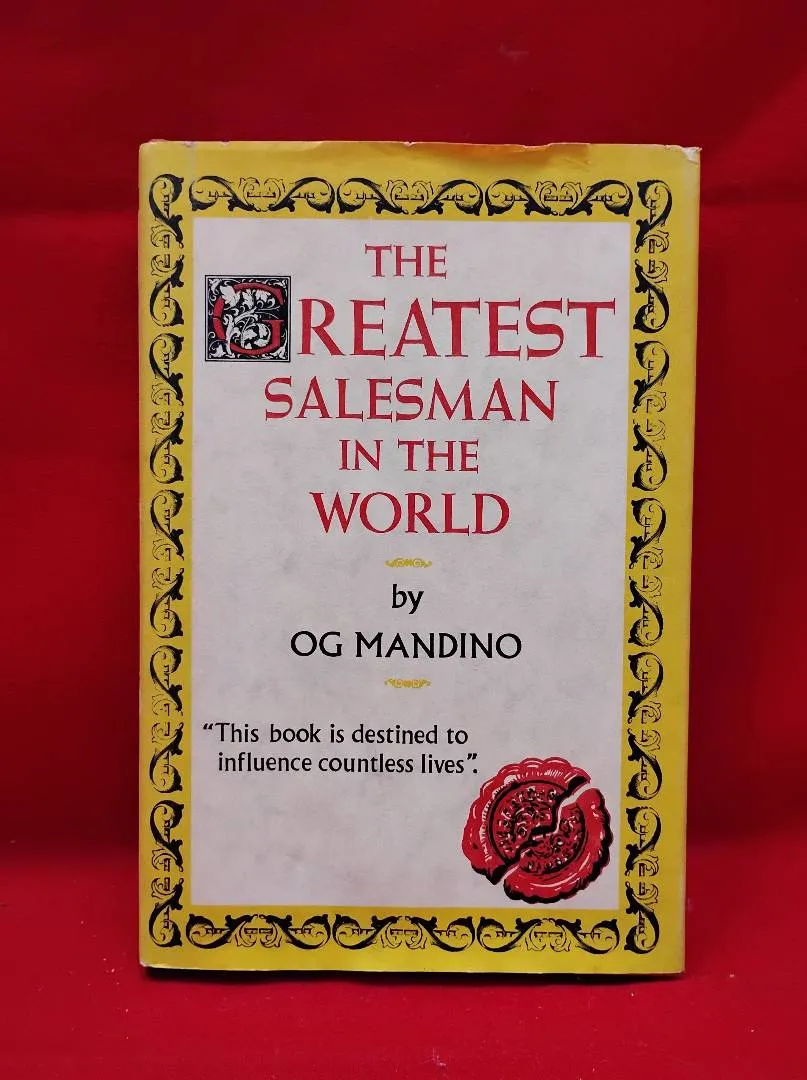 THE
GREATEST
SALESMAN
IN THE
WORLD
by
OG MANDINO
“This book is destined to
influence countless lives”.